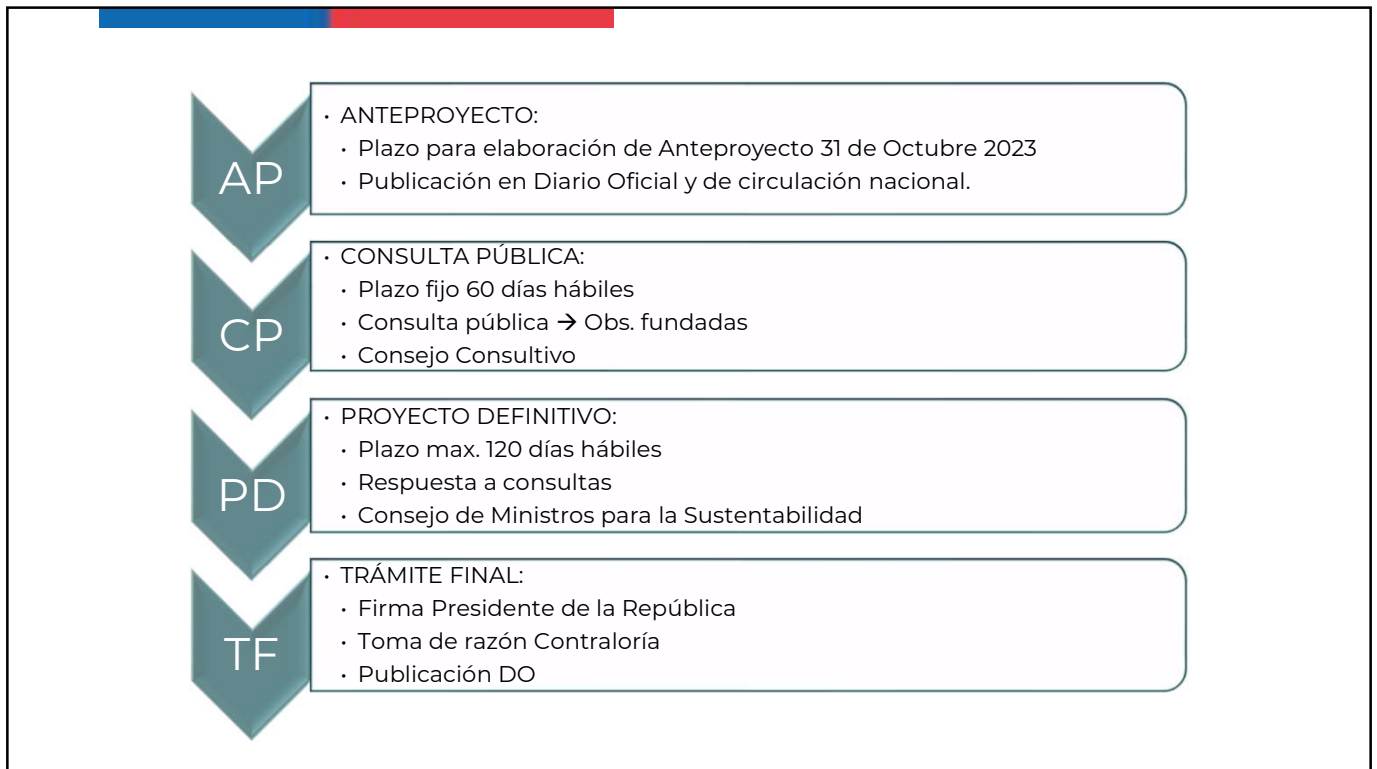 AP
• ANTEPROYECTO:
• Plazo para elaboración de Anteproyecto 31 de Octubre 2023
• Publicación en Diario Oficial y de circulación nacional.
CP
• CONSULTA PÚBLICA:
• Plazo fijo 60 días hábiles
• Consulta pública → Obs. fundadas
• Consejo Consultivo
PD
• PROYECTO DEFINITIVO:
• Plazo max. 120 días hábiles
• Respuesta a consultas
• Consejo de Ministros para la Sustentabilidad
TF
• TRÁMITE FINAL:
• Firma Presidente de la República
• Toma de razón Contraloría
• Publicación DO